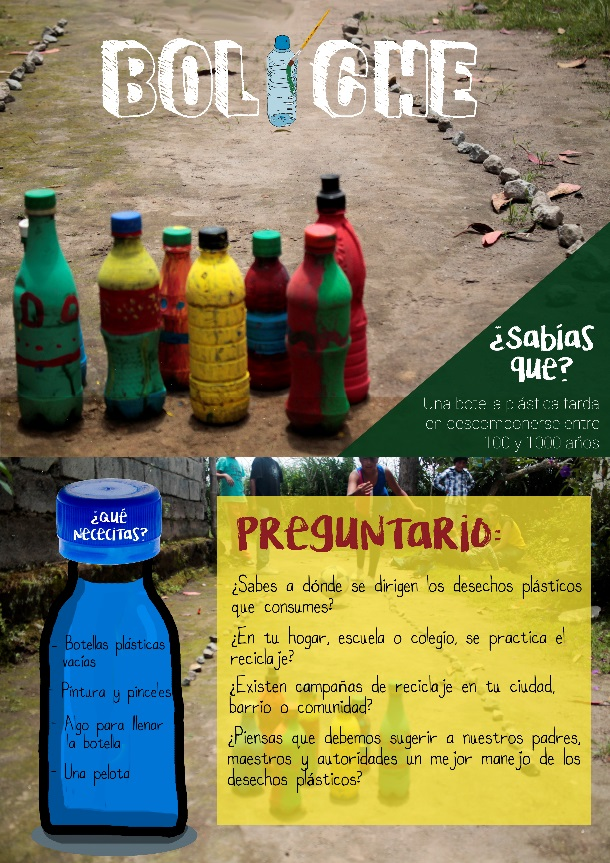 BOLICHE
¿Sabías
que?
Una botella plástica tarda
en descomponerse entre
100 y 1000 años
¿QUÉ
NECECITAS?
- Botellas plásticas
vacías
- Pintura y pinceles
- Algo para llenar
la botella
- Una pelota
PREGUNTARIO:
¿Sabes a dónde se dirigen los desechos plásticos
que consumes?
¿En tu hogar, escuela o colegio, se practica el
reciclaje?
¿Existen campañas de reciclaje en tu ciudad,
barrio o comunidad?
¿Piensas que debemos sugerir a nuestros padres,
maestros y autoridades un mejor manejo de los
desechos plásticos?